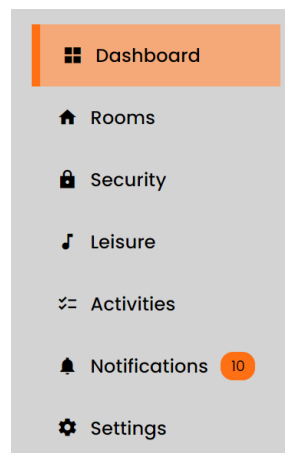 Dashboard
Rooms
Security
Leisure
Activities
Notifications 10
Settings